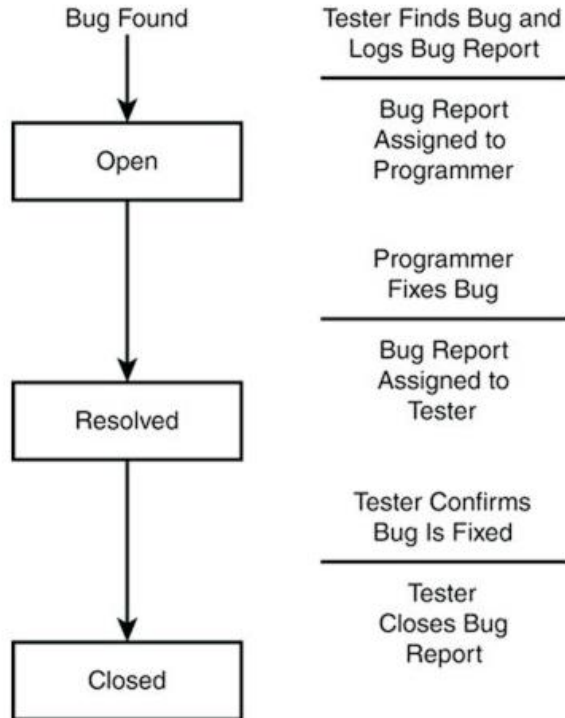 Bug Found
Tester Finds Bug and
Logs Bug Report
Bug Report
Assigned to
Programmer
Open
Programmer
Fixes Bug
Bug Report
Assigned to
Tester
Resolved
Tester Confirms
Bug Is Fixed
Tester
Closes Bug
Report
Closed